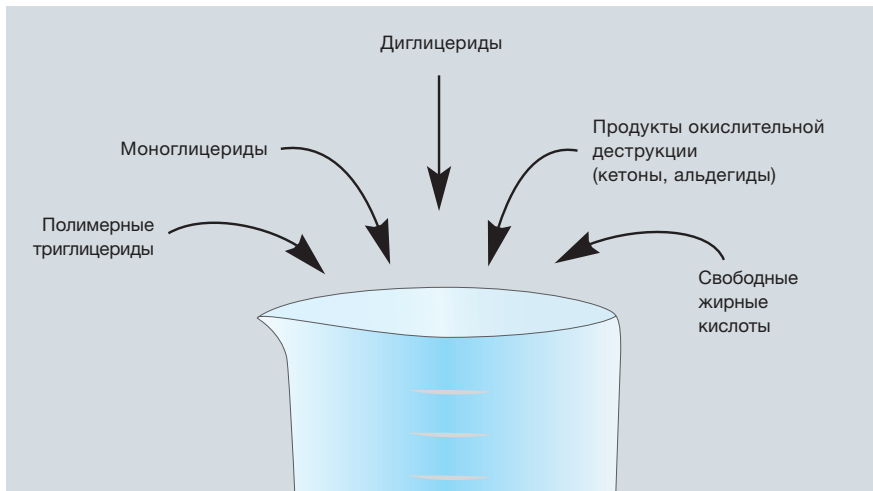 Диглицериды
Моноглицериды
Продукты окислительной
деструкции
(кетоны, альдегиды)
Полимерные
триглицериды
Свободные
жирные
кислоты